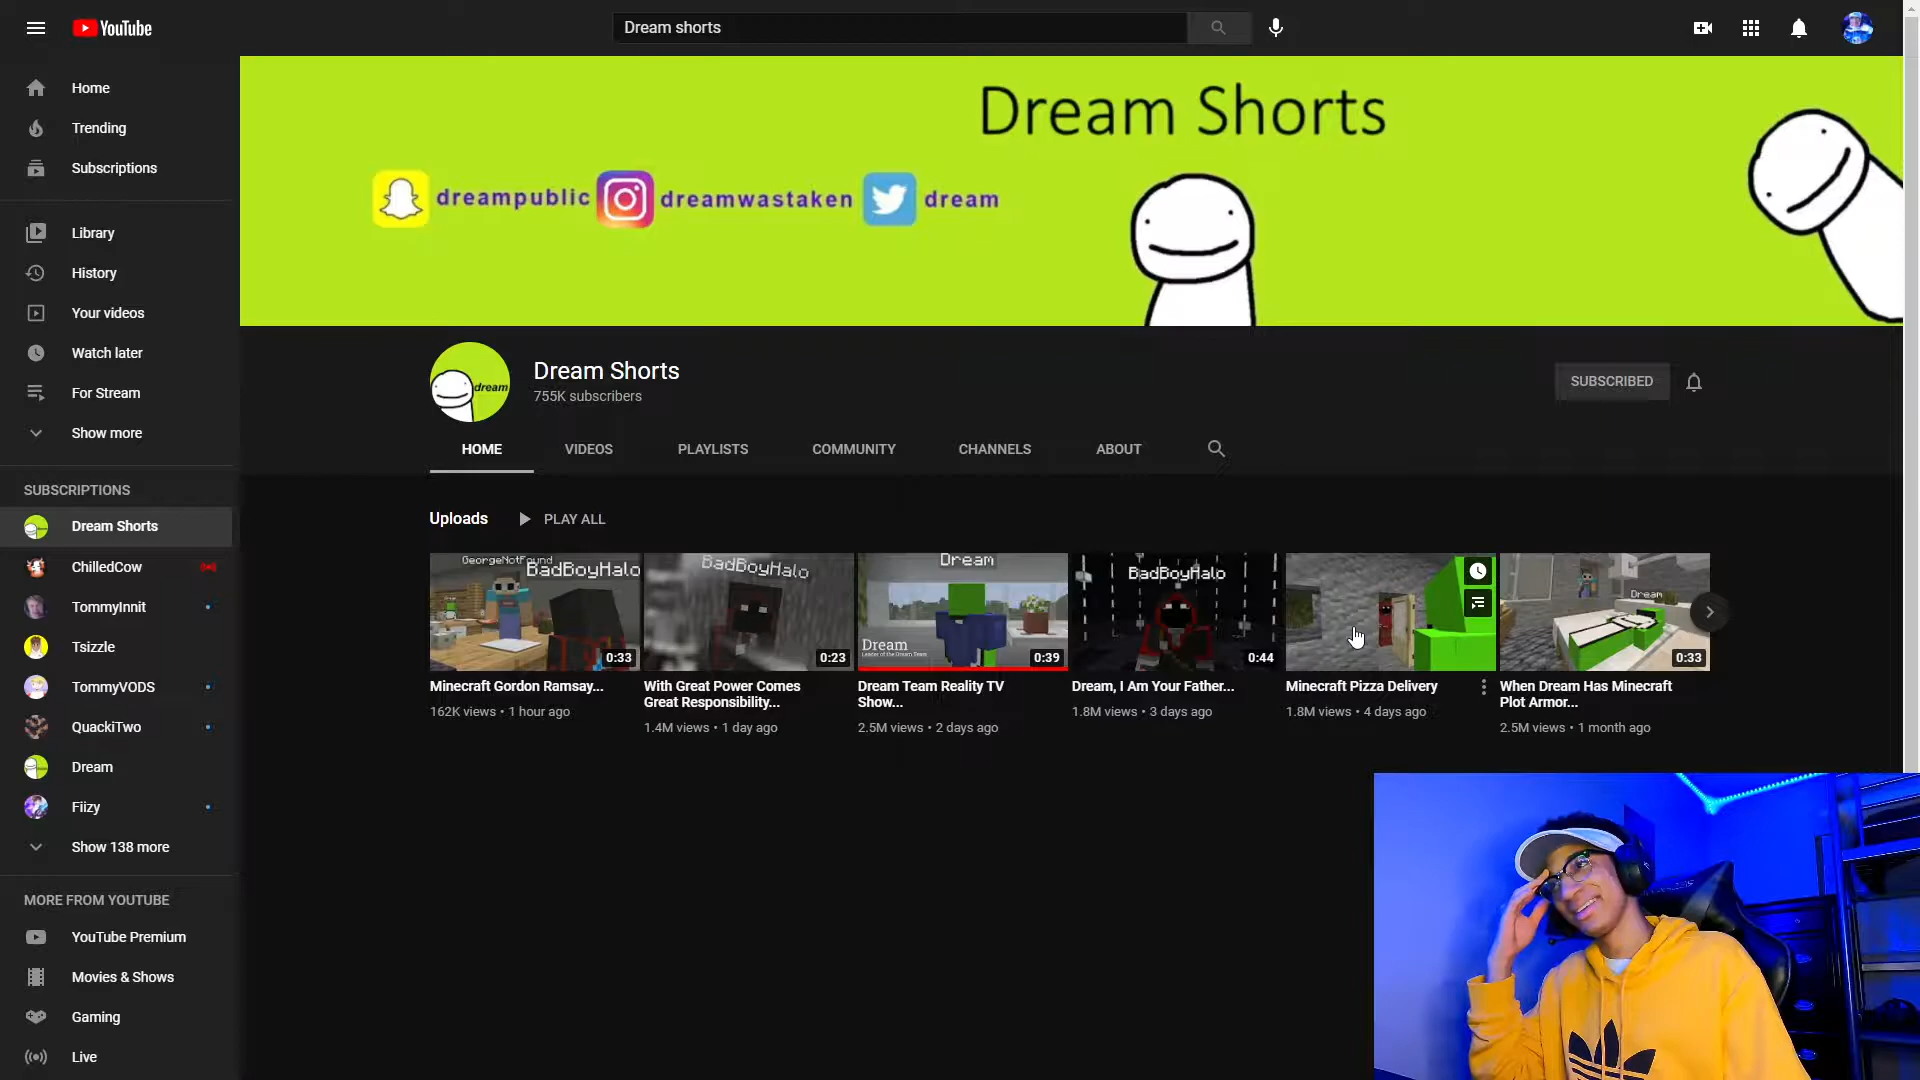 YouTube
Dream shorts
Home
Trending
Subscriptions
Library
History
Your videos
Watch later
For Stream
Show more
SUBSCRIPTIONS
Dream Shorts
ChilledCow
TommyInnit
Tsizzle
TommyVODS
QuackiTwo
Dream
Fiizy
Show 138 more
MORE FROM YOUTUBE
YouTube Premium
Movies & Shows
Gaming
Live
Dream Shorts
dreampublic
dreamwastaken
dream
dream
Dream Shorts
755K subscribers
SUBSCRIBED
HOME
VIDEOS
PLAYLISTS
COMMUNITY
CHANNELS
ABOUT
Uploads
PLAY ALL
GeorgeNotFound
BadBoyHalo
0:33
Minecraft Gordon Ramsay...
162K views • 1 hour ago
BadBoyHalo
0:23
With Great Power Comes
Great Responsibility...
1.4M views • 1 day ago
Dream
Dream
Leader of the Dream Team
0:39
Dream Team Reality TV
Show...
2.5M views • 2 days ago
BadBoyHalo
0:44
Dream, I Am Your Father...
1.8M views • 3 days ago
Minecraft Pizza Delivery
1.8M views • 4 days ago
Dream
0:33
When Dream Has Minecraft
Plot Armor...
2.5M views • 1 month ago